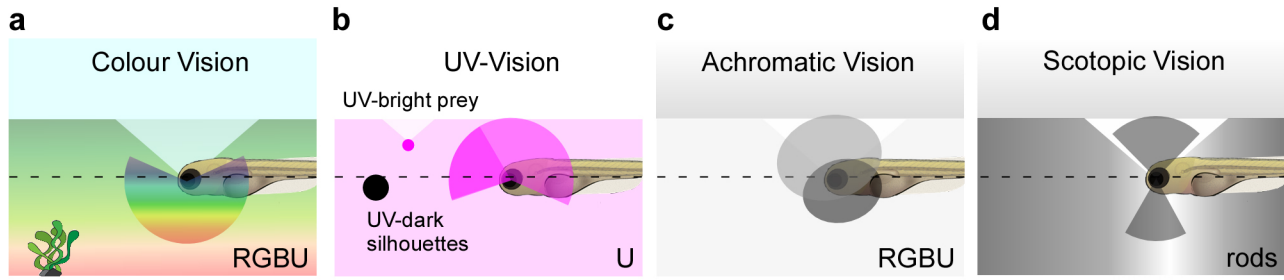 a
Colour Vision
RGBU
b
UV-Vision
UV-bright prey
UV-dark
silhouettes
U
c
Achromatic Vision
RGBU
d
Scotopic Vision
rods